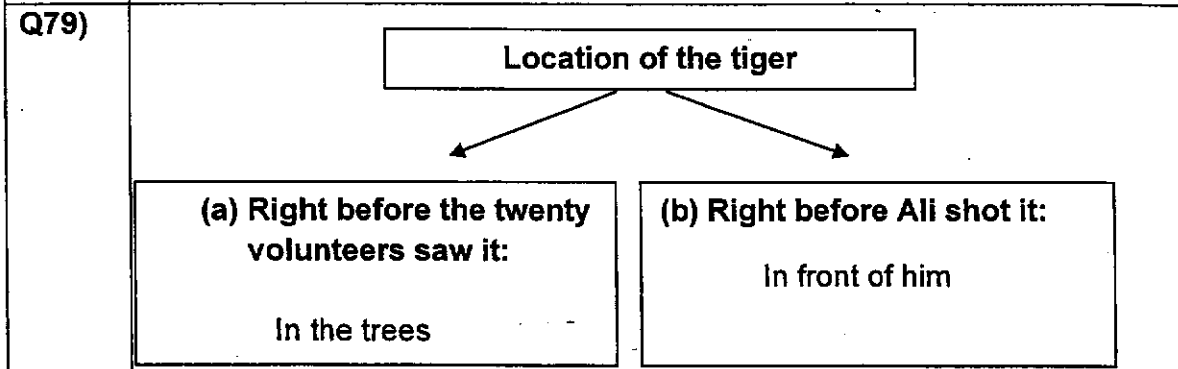 Q79)
Location of the tiger
(a) Right before the twenty
volunteers saw it:
In the trees
(b) Right before Ali shot it:
In front of him